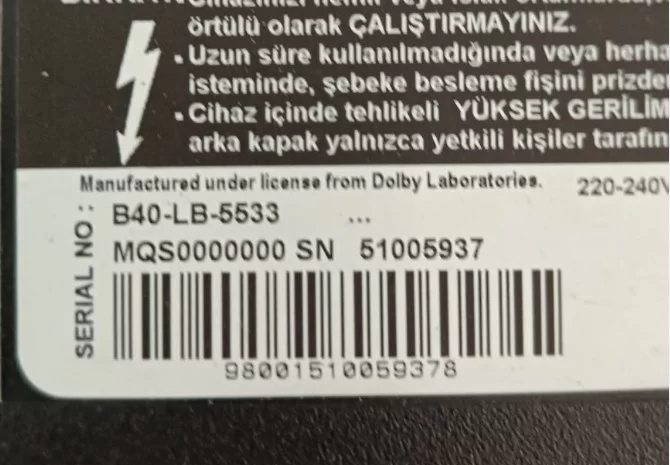 örtülü olarak ÇALIŞTIRMAYINIZ.
• Uzun süre kullanılmadığında veya herha
isteminde, şebeke besleme fişini prizde
• Cihaz içinde tehlikeli YÜKSEK GERİLİM
arka kapak yalnızca yetkili kişiler tarafın
Manufactured under license from Dolby Laboratories.
220-240V
SERIAL NO :
B40-LB-5533 ...
MQS0000000 SN 51005937
98001510059378